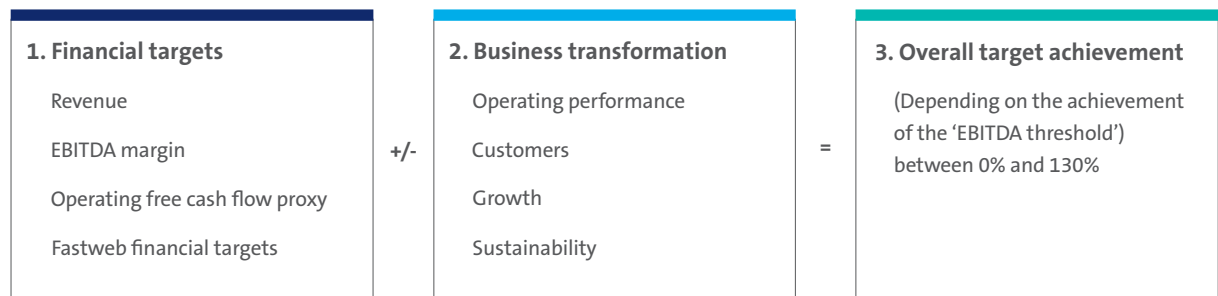 1. Financial targets
Revenue
EBITDA margin
Operating free cash flow proxy
Fastweb financial targets
+/-
2. Business transformation
Operating performance
Customers
Growth
Sustainability
=
3. Overall target achievement
(Depending on the achievement
of the ‘EBITDA threshold’)
between 0% and 130%